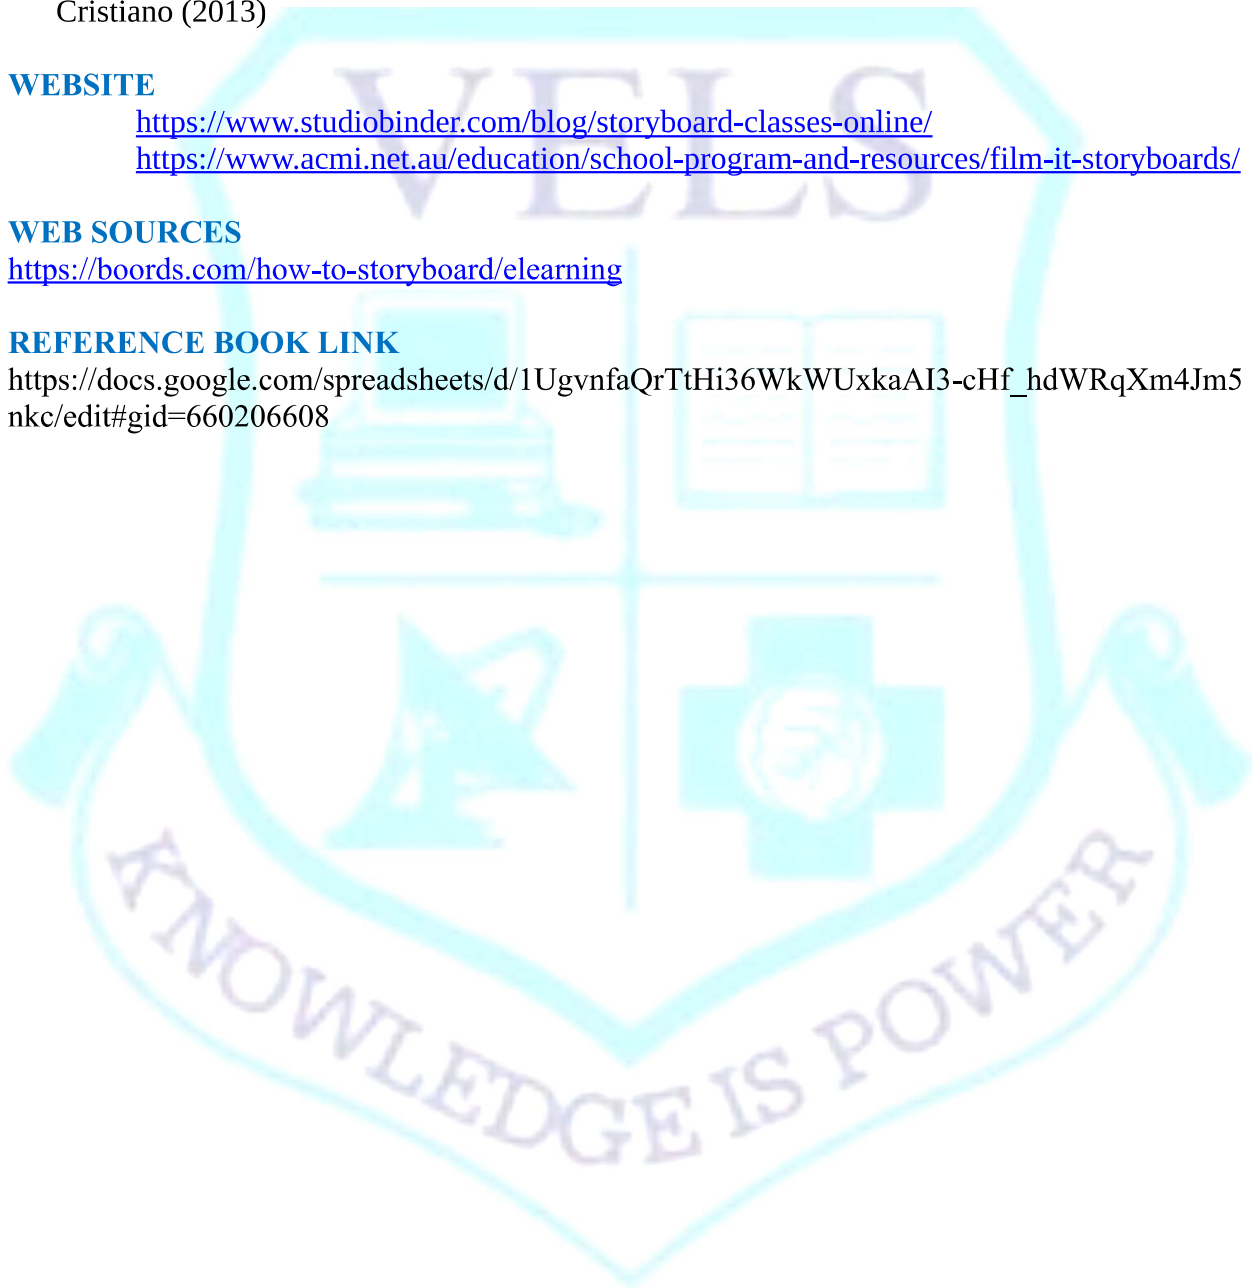 Cristiano (2013)
WEBSITE
https://www.studiobinder.com/blog/storyboard-classes-online/
https://www.acmi.net.au/education/school-program-and-resources/film-it-storyboards/
WEB SOURCES
https://boords.com/how-to-storyboard/elearning
REFERENCE BOOK LINK
https://docs.google.com/spreadsheets/d/1UgvnfaQrTtHi36WkWUxkaAI3-cHf_hdWRqXm4Jm5
nkc/edit#gid=660206608
VELS
KNOWLEDGE IS POWER